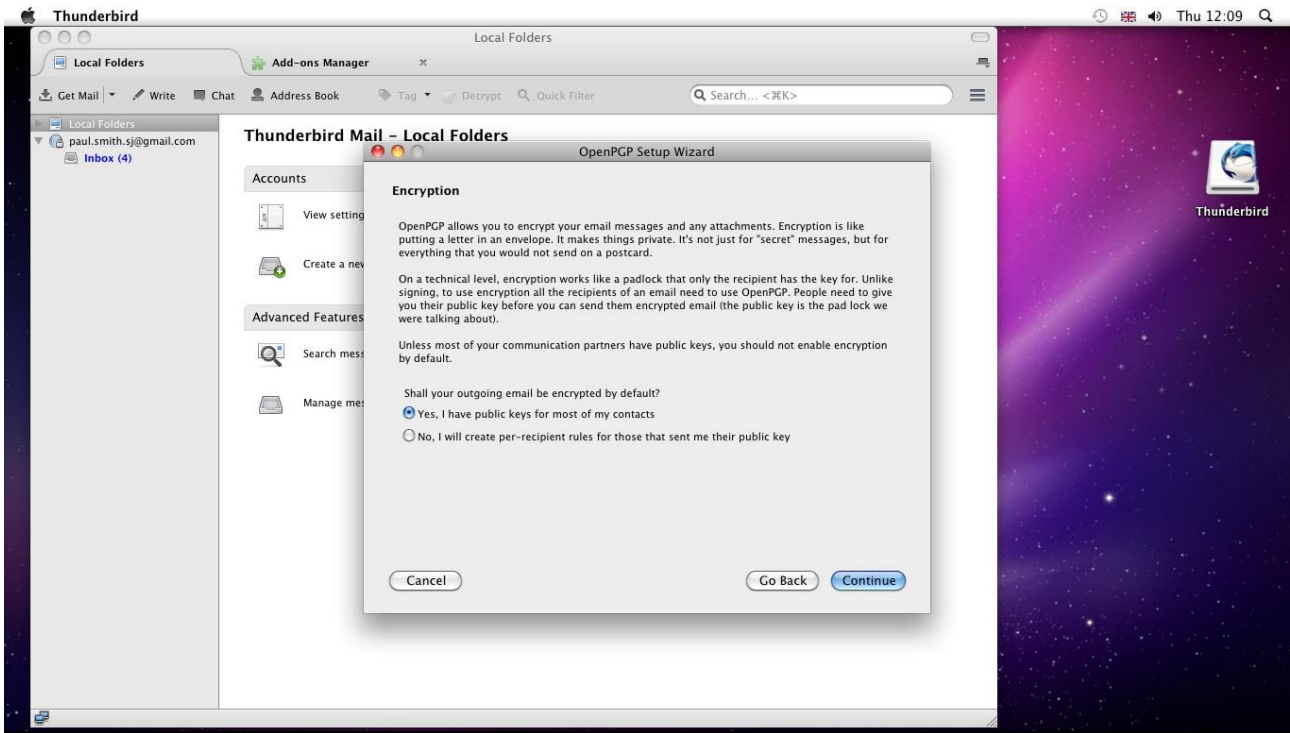 Thunderbird
Thu 12:09
Local Folders
Local Folders
Add-ons Manager
Get Mail
Write
Chat
Address Book
Tag
Decrypt
Quick Filter
Search... <⌘K>
Local Folders
paul.smith.sj@gmail.com
Inbox (4)
Thunderbird Mail – Local Folders
Accounts
View setting
Create a new
Advanced Features
Search mess
Manage mes
OpenPGP Setup Wizard
Encryption
OpenPGP allows you to encrypt your email messages and any attachments. Encryption is like
putting a letter in an envelope. It makes things private. It's not just for "secret" messages, but for
everything that you would not send on a postcard.
On a technical level, encryption works like a padlock that only the recipient has the key for. Unlike
signing, to use encryption all the recipients of an email need to use OpenPGP. People need to give
you their public key before you can send them encrypted email (the public key is the pad lock we
were talking about).
Unless most of your communication partners have public keys, you should not enable encryption
by default.
Shall your outgoing email be encrypted by default?
Yes, I have public keys for most of my contacts
No, I will create per-recipient rules for those that sent me their public key
Cancel
Go Back
Continue
Thunderbird